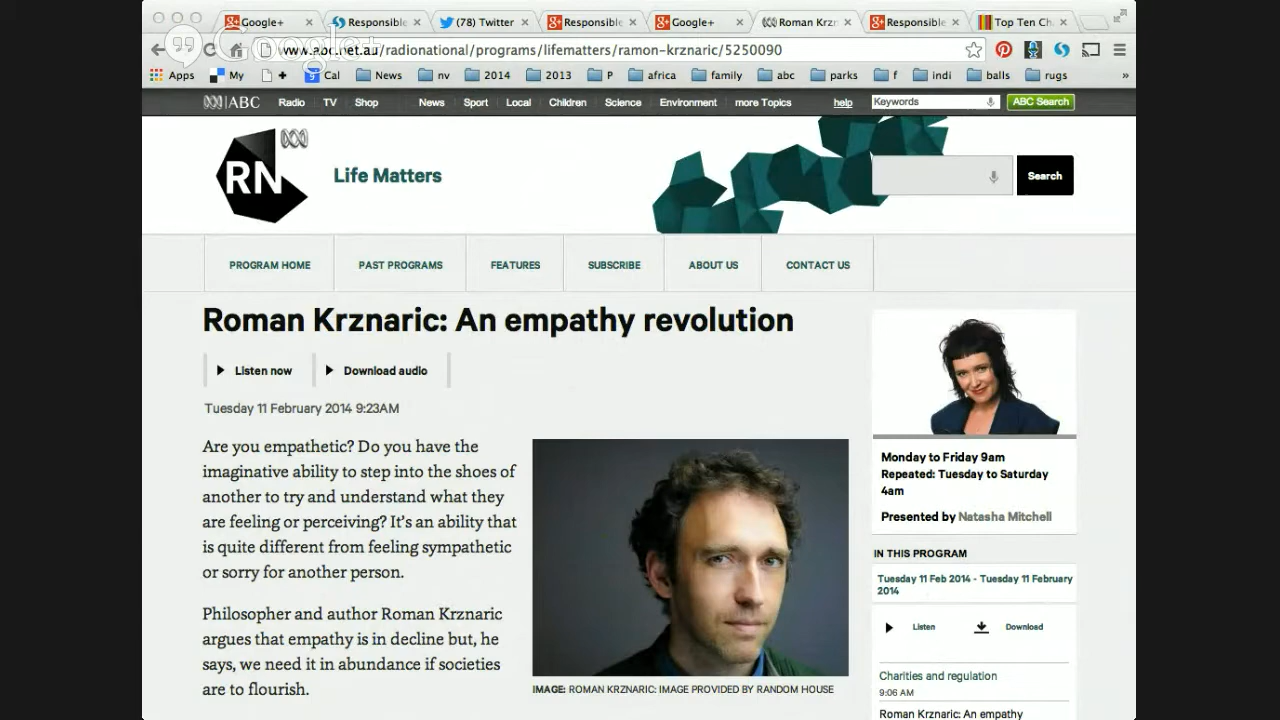 Google+
Responsible
(78) Twitter
Responsible
Google+
Roman Krzn
Responsible
Top Ten Ch
Google+
www.abc.net.au/radionational/programs/lifematters/ramon-krznaric/5250090
Apps
My
Cal
News
nv
2014
2013
P
africa
family
abc
parks
f
indi
balls
rugs
»
ABC
Radio
TV
Shop
News
Sport
Local
Children
Science
Environment
more Topics
help
Keywords
ABC Search
RN
Life Matters
Search
PROGRAM HOME
PAST PROGRAMS
FEATURES
SUBSCRIBE
ABOUT US
CONTACT US
Roman Krznaric: An empathy revolution
Listen now
Download audio
Tuesday 11 February 2014 9:23AM
Are you empathetic? Do you have the
imaginative ability to step into the shoes of
another to try and understand what they
are feeling or perceiving? It's an ability that
is quite different from feeling sympathetic
or sorry for another person.
Philosopher and author Roman Krznaric
argues that empathy is in decline but, he
says, we need it in abundance if societies
are to flourish.
IMAGE: ROMAN KRZNARIC: IMAGE PROVIDED BY RANDOM HOUSE
Monday to Friday 9am
Repeated: Tuesday to Saturday
4am
Presented by Natasha Mitchell
IN THIS PROGRAM
Tuesday 11 Feb 2014 - Tuesday 11 February
2014
Listen
Download
Charities and regulation
9:06 AM
Roman Krznaric: An empathy